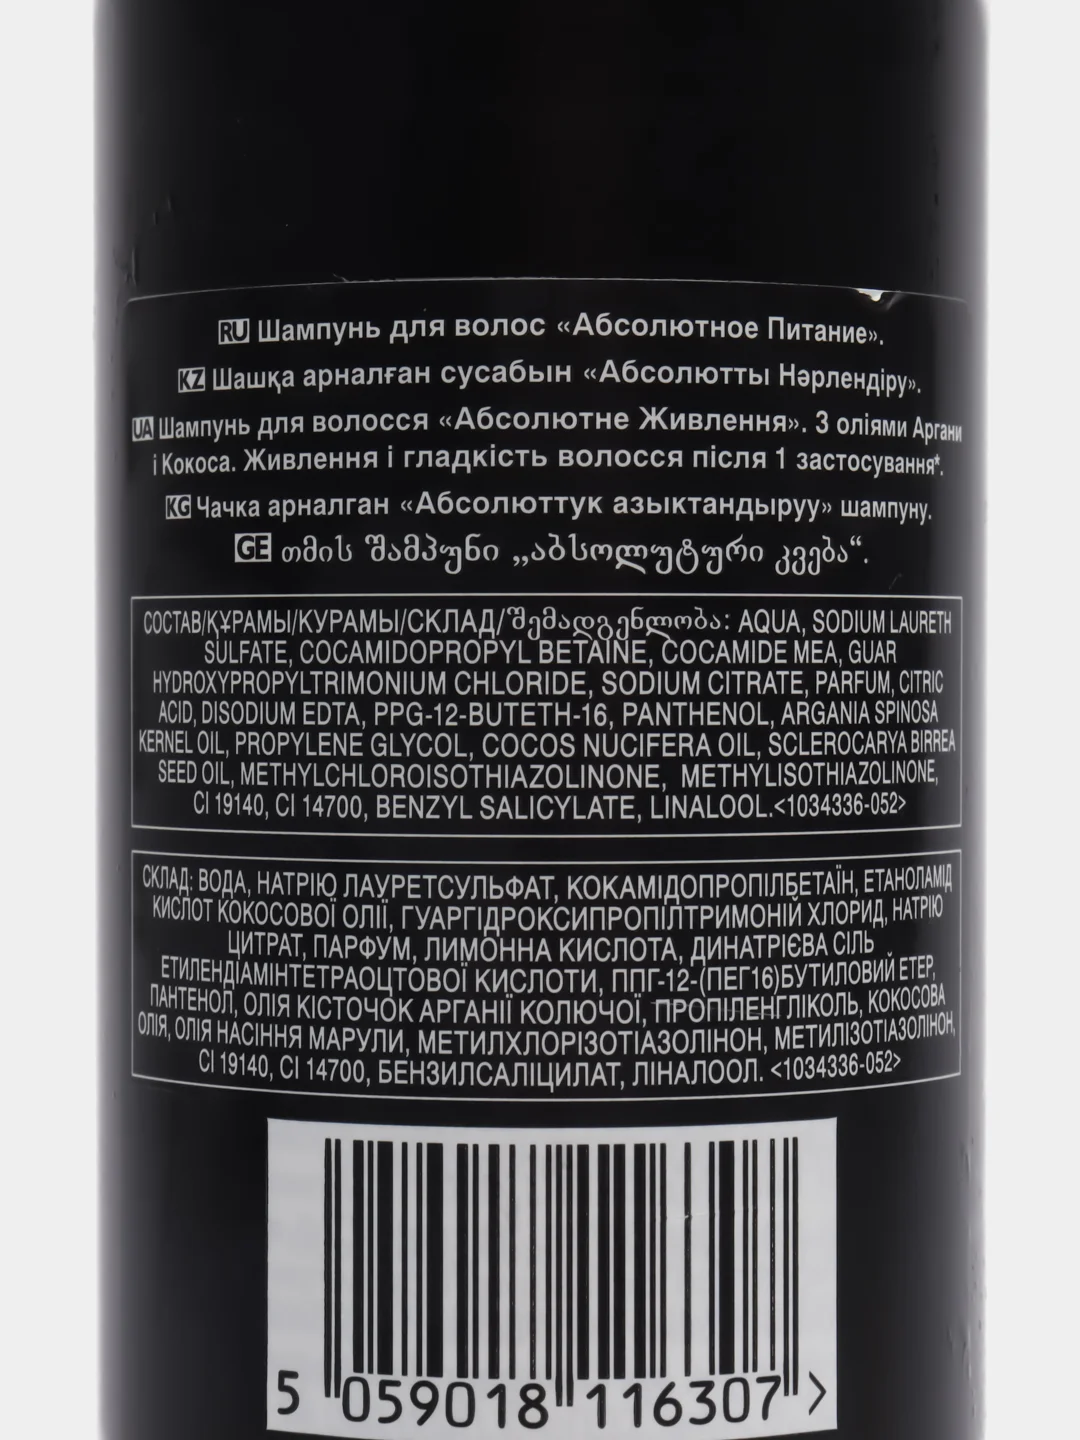 RU Шампунь для волос «Абсолютное Питание».
KZ Шашқа арналған сусабын «Абсолютты Нәрлендіру».
UA Шампунь для волосся «Абсолютне Живлення». З оліями Аргани
і Кокоса. Живлення і гладкість волосся після 1 застосування*.
KG Чачка арналган «Абсолюттук азыктандыруу» шампуну.
GE თმის შამპუნი „აბსოლუტური კვება“.
СОСТАВ/ҚҰРАМЫ/КУРАМЫ/СКЛАД/შემადგენლობა: AQUA, SODIUM LAURETH
SULFATE, COCAMIDOPROPYL BETAINE, COCAMIDE MEA, GUAR
HYDROXYPROPYLTRIMONIUM CHLORIDE, SODIUM CITRATE, PARFUM, CITRIC
ACID, DISODIUM EDTA, PPG-12-BUTETH-16, PANTHENOL, ARGANIA SPINOSA
KERNEL OIL, PROPYLENE GLYCOL, COCOS NUCIFERA OIL, SCLEROCARYA BIRREA
SEED OIL, METHYLCHLOROISOTHIAZOLINONE, METHYLISOTHIAZOLINONE,
CI 19140, CI 14700, BENZYL SALICYLATE, LINALOOL.<1034336-052>
СКЛАД: ВОДА, НАТРІЮ ЛАУРЕТСУЛЬФАТ, КОКАМІДОПРОПІЛБЕТАЇН, ЕТАНОЛАМІД
КИСЛОТ КОКОСОВОЇ ОЛІЇ, ГУАРГІДРОКСИПРОПІЛТРИМОНІЙ ХЛОРИД, НАТРІЮ
ЦИТРАТ, ПАРФУМ, ЛИМОННА КИСЛОТА, ДИНАТРІЄВА СІЛЬ
ЕТИЛЕНДІАМІНТЕТРАОЦТОВОЇ КИСЛОТИ, ППГ-12-(ПЕГ16)БУТИЛОВИЙ ЕТЕР,
ПАНТЕНОЛ, ОЛІЯ КІСТОЧОК АРГАНІЇ КОЛЮЧОЇ, ПРОПІЛЕНГЛІКОЛЬ, КОКОСОВА
ОЛІЯ, ОЛІЯ НАСІННЯ МАРУЛИ, МЕТИЛХЛОРІЗОТІАЗОЛІНОН, МЕТИЛІЗОТІАЗОЛІНОН,
CI 19140, CI 14700, БЕНЗИЛСАЛІЦИЛАТ, ЛІНАЛООЛ. <1034336-052>
5 059018 116307 >